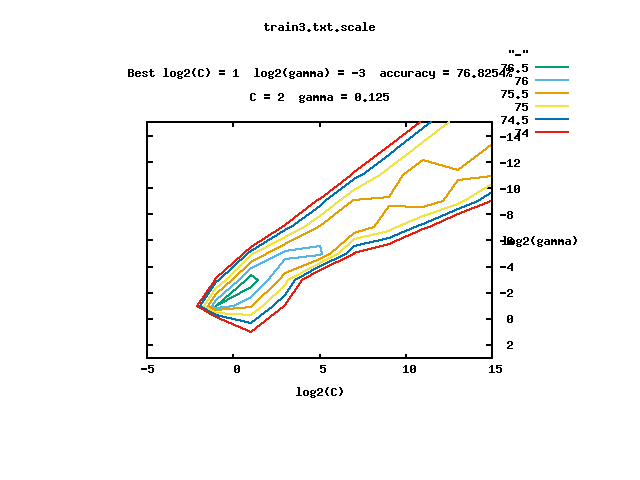 train3.txt.scale
"-"
Best log2(C) = 1  log2(gamma) = -3  accuracy = 76.8254%
76.5
76
C = 2  gamma = 0.125
75.5
75
74.5
74
-14
-12
-10
-8
-6
log2(gamma)
-4
-2
0
2
-5 0 5 10 15
log2(C)